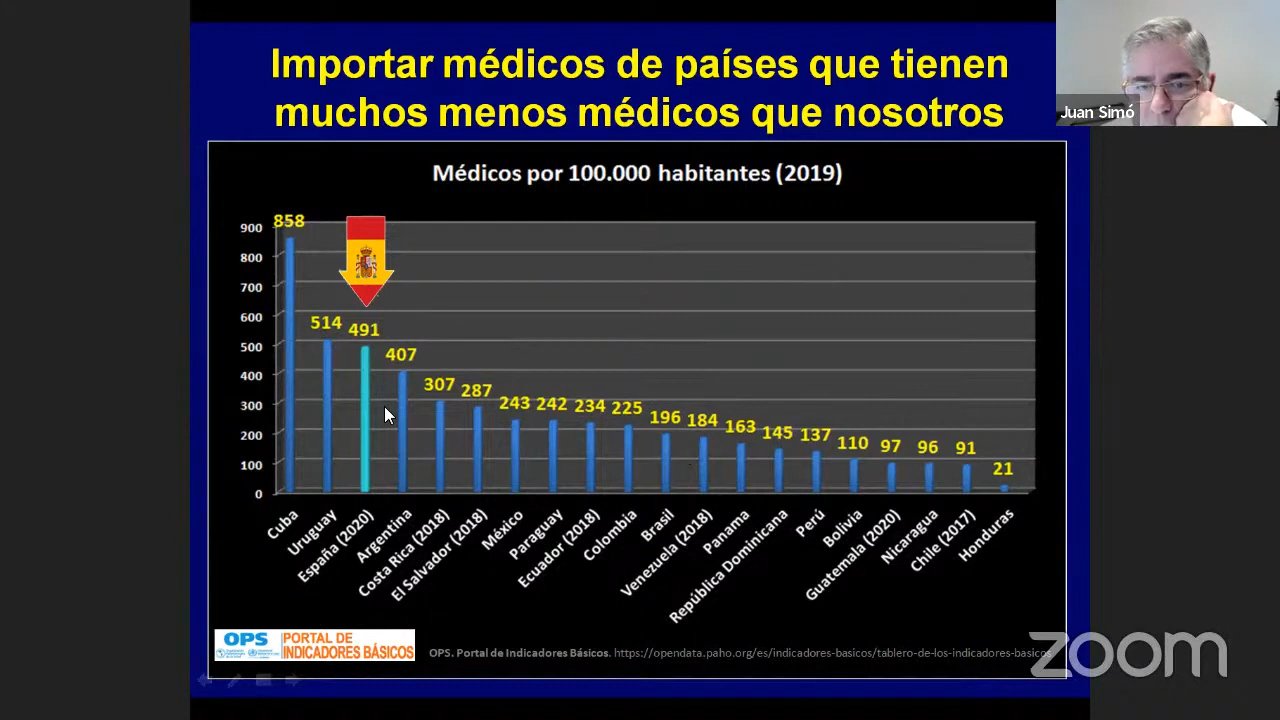 Importar médicos de países que tienen
muchos menos médicos que nosotros
Juan Simó
Médicos por 100.000 habitantes (2019)
900
800
700
600
500
400
300
200
100
0
858
514
491
407
307
287
243
242
234
225
196
184
163
145
137
110
97
96
91
21
Cuba
Uruguay
España (2020)
Argentina
Costa Rica (2018)
El Salvador (2018)
México
Paraguay
Ecuador (2018)
Colombia
Brasil
Venezuela (2018)
Panama
República Dominicana
Perú
Bolivia
Guatemala (2020)
Nicaragua
Chile (2017)
Honduras
OPS
PORTAL DE
INDICADORES BÁSICOS
OPS. Portal de Indicadores Básicos. https://opendata.paho.org/es/indicadores-basicos/tablero-de-los-indicadores-basicos
zoom